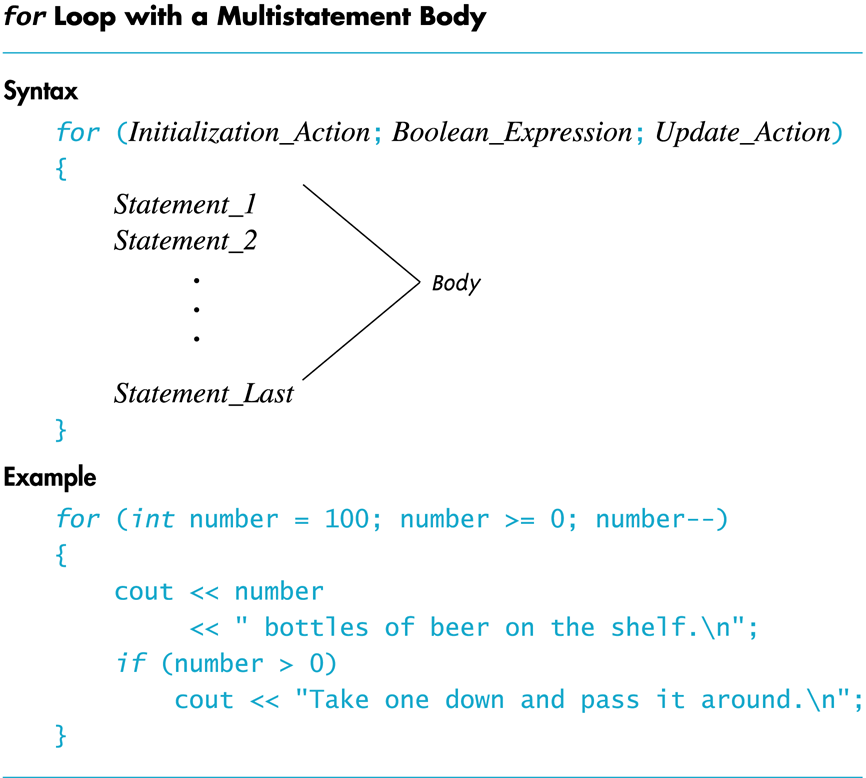 for Loop with a Multistatement Body
Syntax
for (Initialization_Action; Boolean_Expression; Update_Action)
{
Statement_1
Statement_2
.
.
.
Body
Statement_Last
}
Example
for (int number = 100; number >= 0; number--)
{
cout << number
<< " bottles of beer on the shelf.\n";
if (number > 0)
cout << "Take one down and pass it around.\n";
}